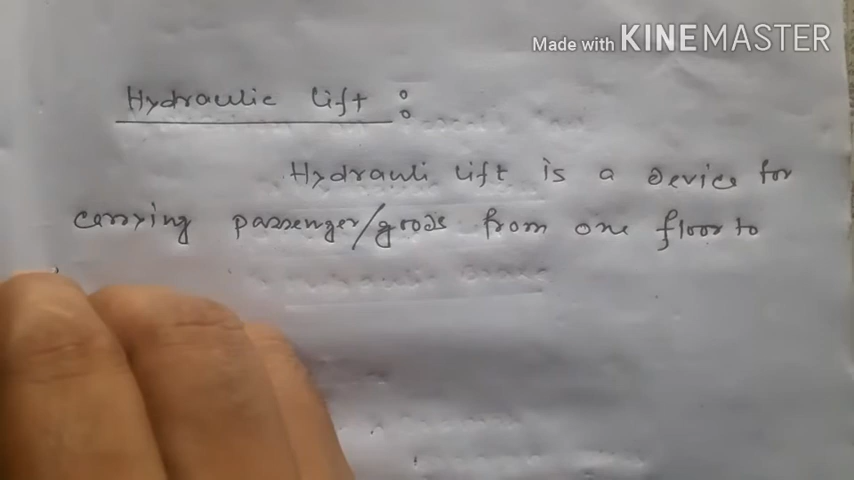 Made with KINEMASTER
Hydraulic lift :
Hydrauli lift is a device for
carrying passenger/goods from one floor to